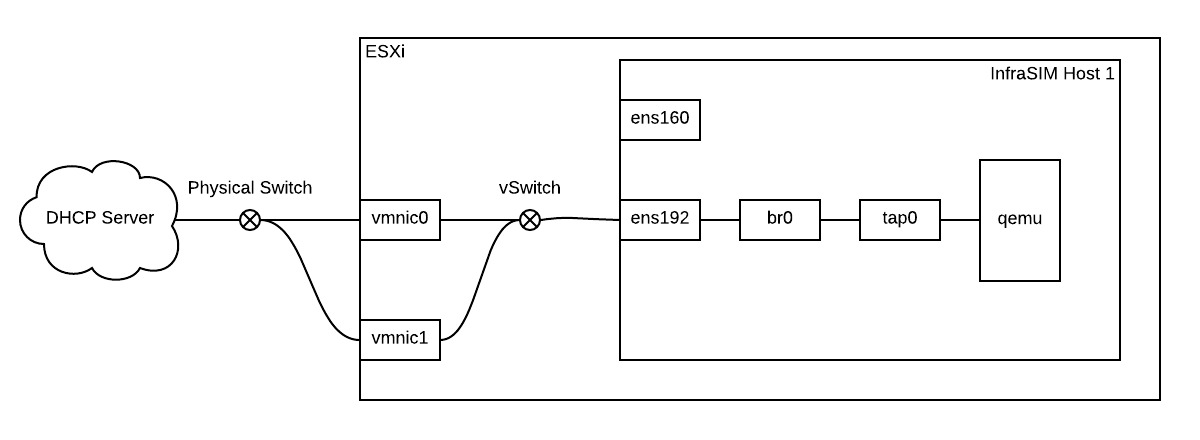 ESXi
InfraSIM Host 1
ens160
Physical Switch
vSwitch
DHCP Server
vmnic0
ens192
br0
tap0
qemu
vmnic1